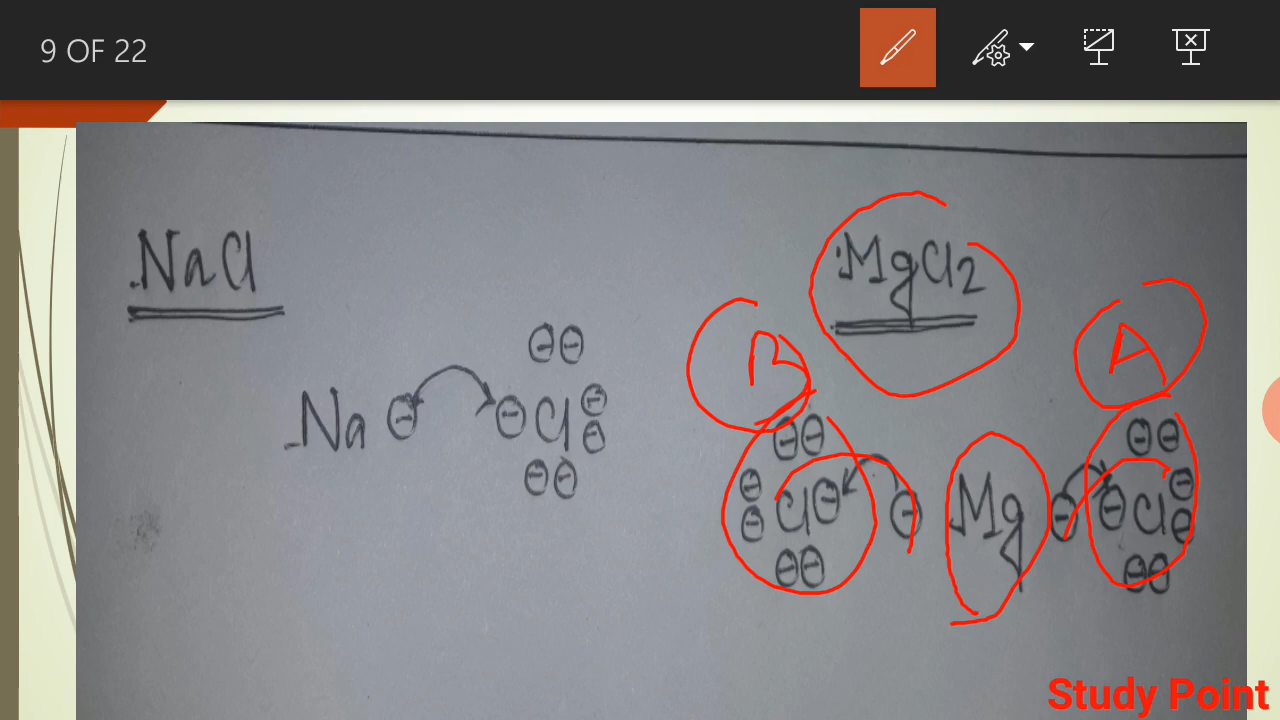 9 OF 22
.NaCl
MgCl2
B
A
Na Cl
Cl Mg Cl
Study Point